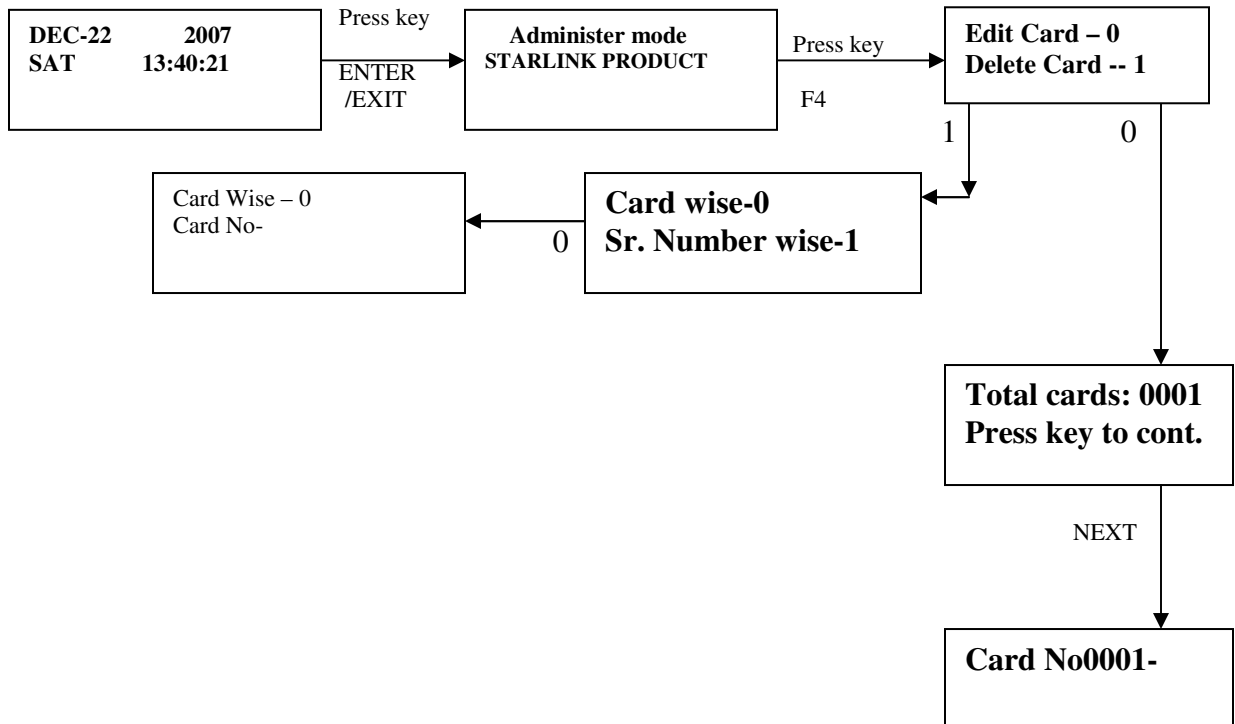 DEC-22 2007
SAT 13:40:21
Press key
ENTER
/EXIT
Administer mode
STARLINK PRODUCT
Press key
F4
Edit Card – 0
Delete Card -- 1
1
0
Card Wise – 0
Card No-
0
Card wise-0
Sr. Number wise-1
Total cards: 0001
Press key to cont.
NEXT
Card No0001-